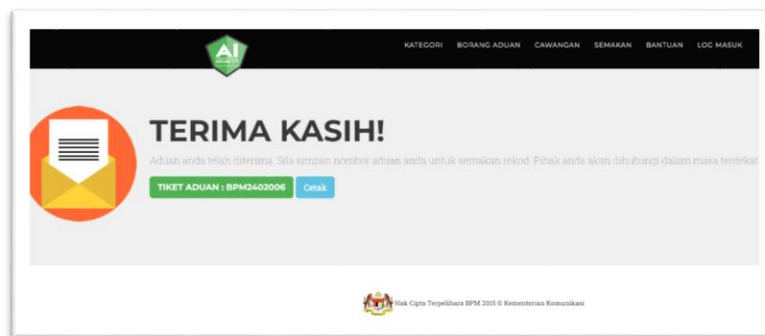 AI
KATEGORI BORANG ADUAN CAWANGAN SEMAKAN BANTUAN LOG MASUK
TERIMA KASIH!
Aduan anda telah diterima. Sila simpan nombor aduan anda untuk semakan rekod. Pihak anda akan dihubungi dalam masa terdekat
TIKET ADUAN : BPM2402006 Cetak
Hak Cipta Terpelihara BPM 2015 © Kementerian Komunikasi